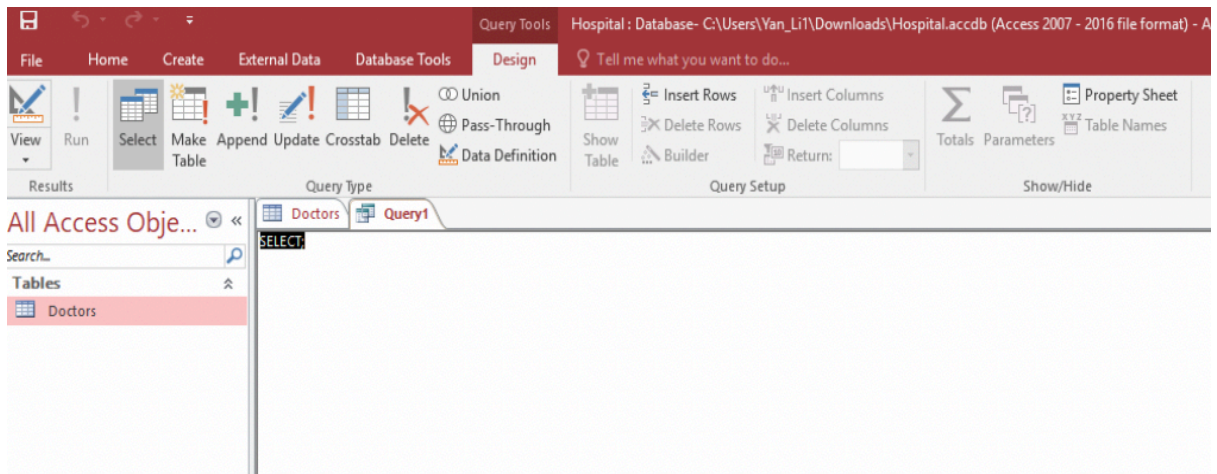 Query Tools Hospital : Database- C:\Users\Yan_Li1\Downloads\Hospital.accdb (Access 2007 - 2016 file format) - A
File Home Create External Data Database Tools Design Tell me what you want to do...
View Run Select Make Table Append Update Crosstab Delete
Union
Pass-Through
Data Definition
Show Table
Insert Rows
Delete Rows
Builder
Insert Columns
Delete Columns
Return:
Totals Parameters
Property Sheet
XYZ Table Names
Results Query Type Query Setup Show/Hide
All Access Obje... «
Search...
Tables
Doctors
Doctors Query1
SELECT;